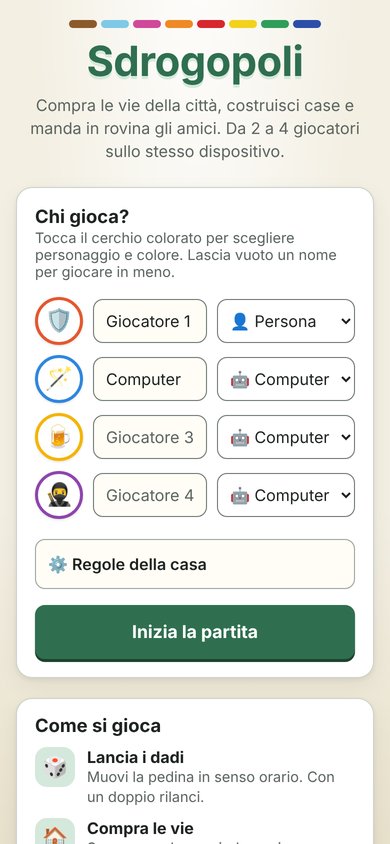 Sdrogopoli
Compra le vie della città, costruisci case e
manda in rovina gli amici. Da 2 a 4 giocatori
sullo stesso dispositivo.
Chi gioca?
Tocca il cerchio colorato per scegliere
personaggio e colore. Lascia vuoto un nome
per giocare in meno.
Giocatore 1
Persona
Computer
Computer
Giocatore 3
Computer
Giocatore 4
Computer
Regole della casa
Inizia la partita
Come si gioca
Lancia i dadi
Muovi la pedina in senso orario. Con
un doppio rilanci.
Compra le vie